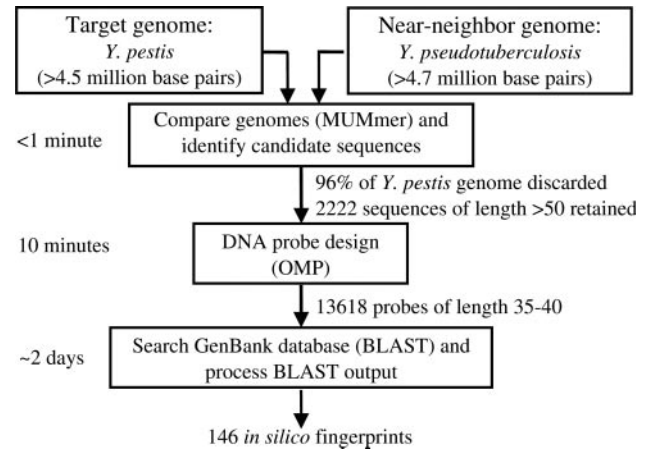 Target genome:
Y. pestis
(>4.5 million base pairs)
Near-neighbor genome:
Y. pseudotuberculosis
(>4.7 million base pairs)
<1 minute
Compare genomes (MUMmer) and
identify candidate sequences
96% of Y. pestis genome discarded
2222 sequences of length >50 retained
10 minutes
DNA probe design
(OMP)
13618 probes of length 35-40
~2 days
Search GenBank database (BLAST) and
process BLAST output
146 in silico fingerprints